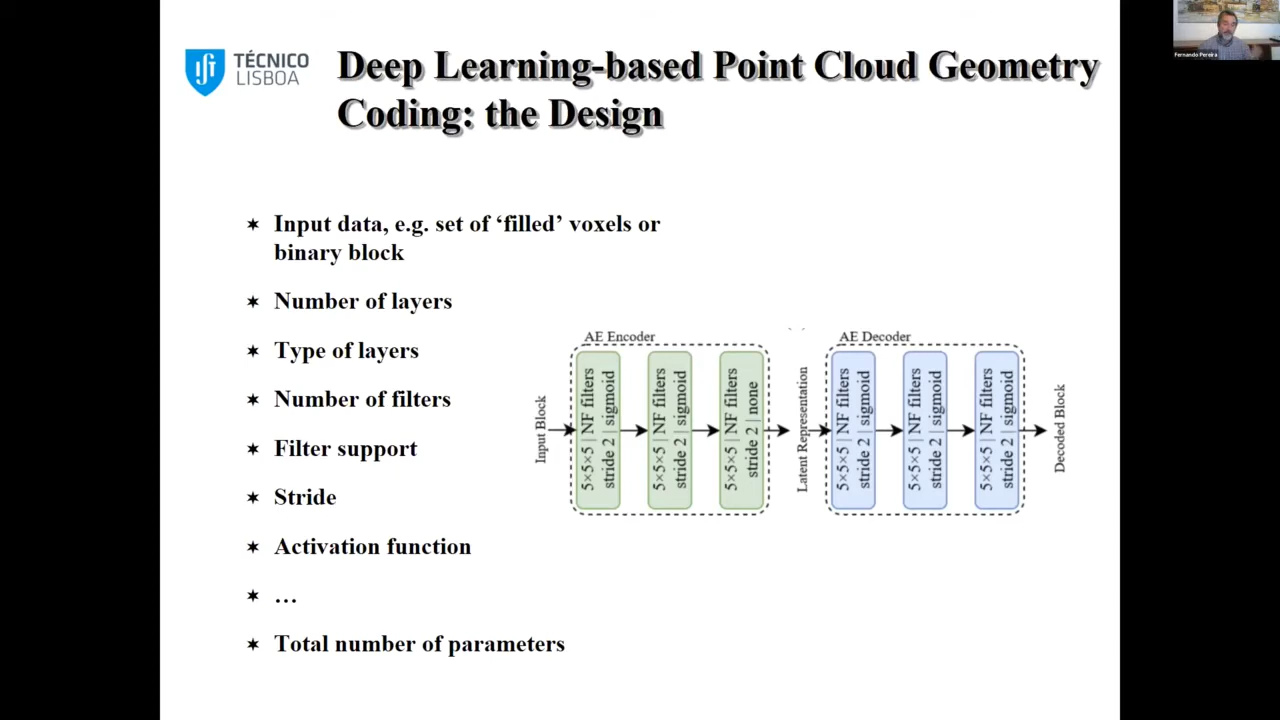 TÉCNICO
LISBOA
Deep Learning-based Point Cloud Geometry
Coding: the Design
Fernando Pereira
✶ Input data, e.g. set of ‘filled’ voxels or
binary block
✶ Number of layers
✶ Type of layers
✶ Number of filters
✶ Filter support
✶ Stride
✶ Activation function
✶ …
✶ Total number of parameters
AE Encoder
Input Block
5×5×5 | NF filters
stride 2 | sigmoid
5×5×5 | NF filters
stride 2 | sigmoid
5×5×5 | NF filters
stride 2 | none
Latent Representation
AE Decoder
5×5×5 | NF filters
stride 2 | sigmoid
5×5×5 | NF filters
stride 2 | sigmoid
5×5×5 | NF filters
stride 2 | sigmoid
Decoded Block